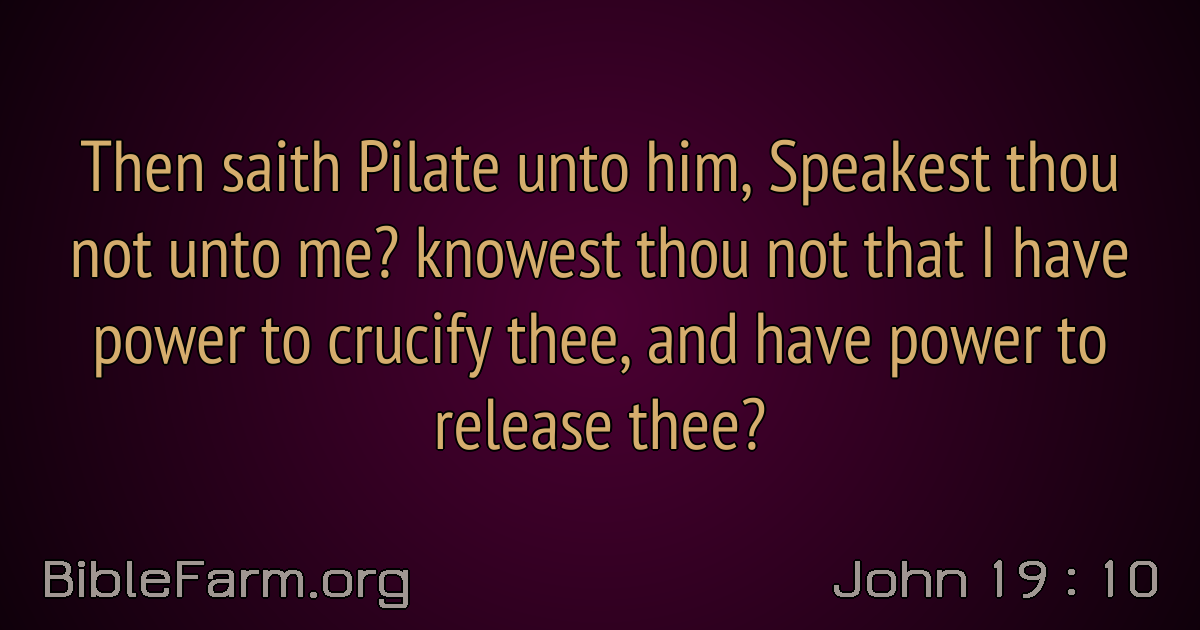 Then saith Pilate unto him, Speakest thou
not unto me? knowest thou not that I have
power to crucify thee, and have power to
release thee?
BibleFarm.org
John 19 : 10